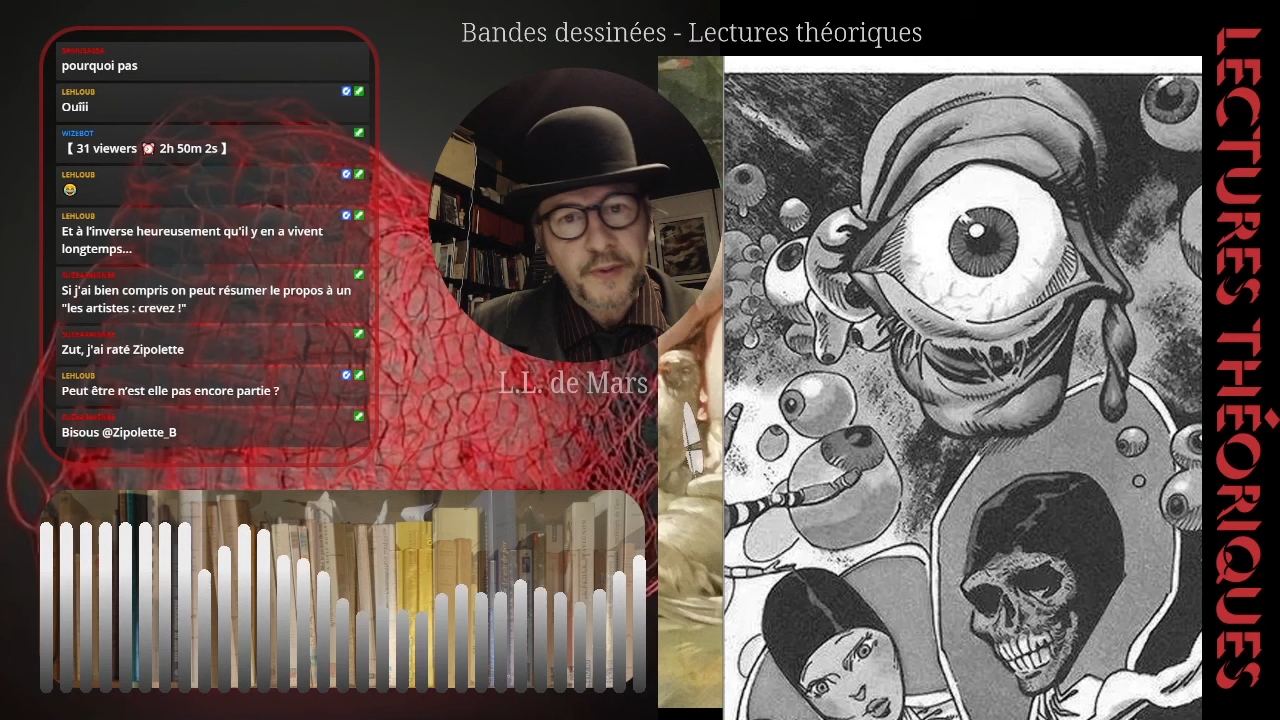 Bandes dessinées - Lectures théoriques
pourquoi pas
LEHLOUB
Ouîîi
WIZEBOT
【 31 viewers ⏰ 2h 50m 2s 】
LEHLOUB
😂
LEHLOUB
Et à l'inverse heureusement qu'il y en a vivent
longtemps...
Si j'ai bien compris on peut résumer le propos à un
"les artistes : crevez !"
Zut, j'ai raté Zipolette
LEHLOUB
Peut être n'est elle pas encore partie ?
Bisous @Zipolette_B
L.L. de Mars
LECTURES THÉORIQUES